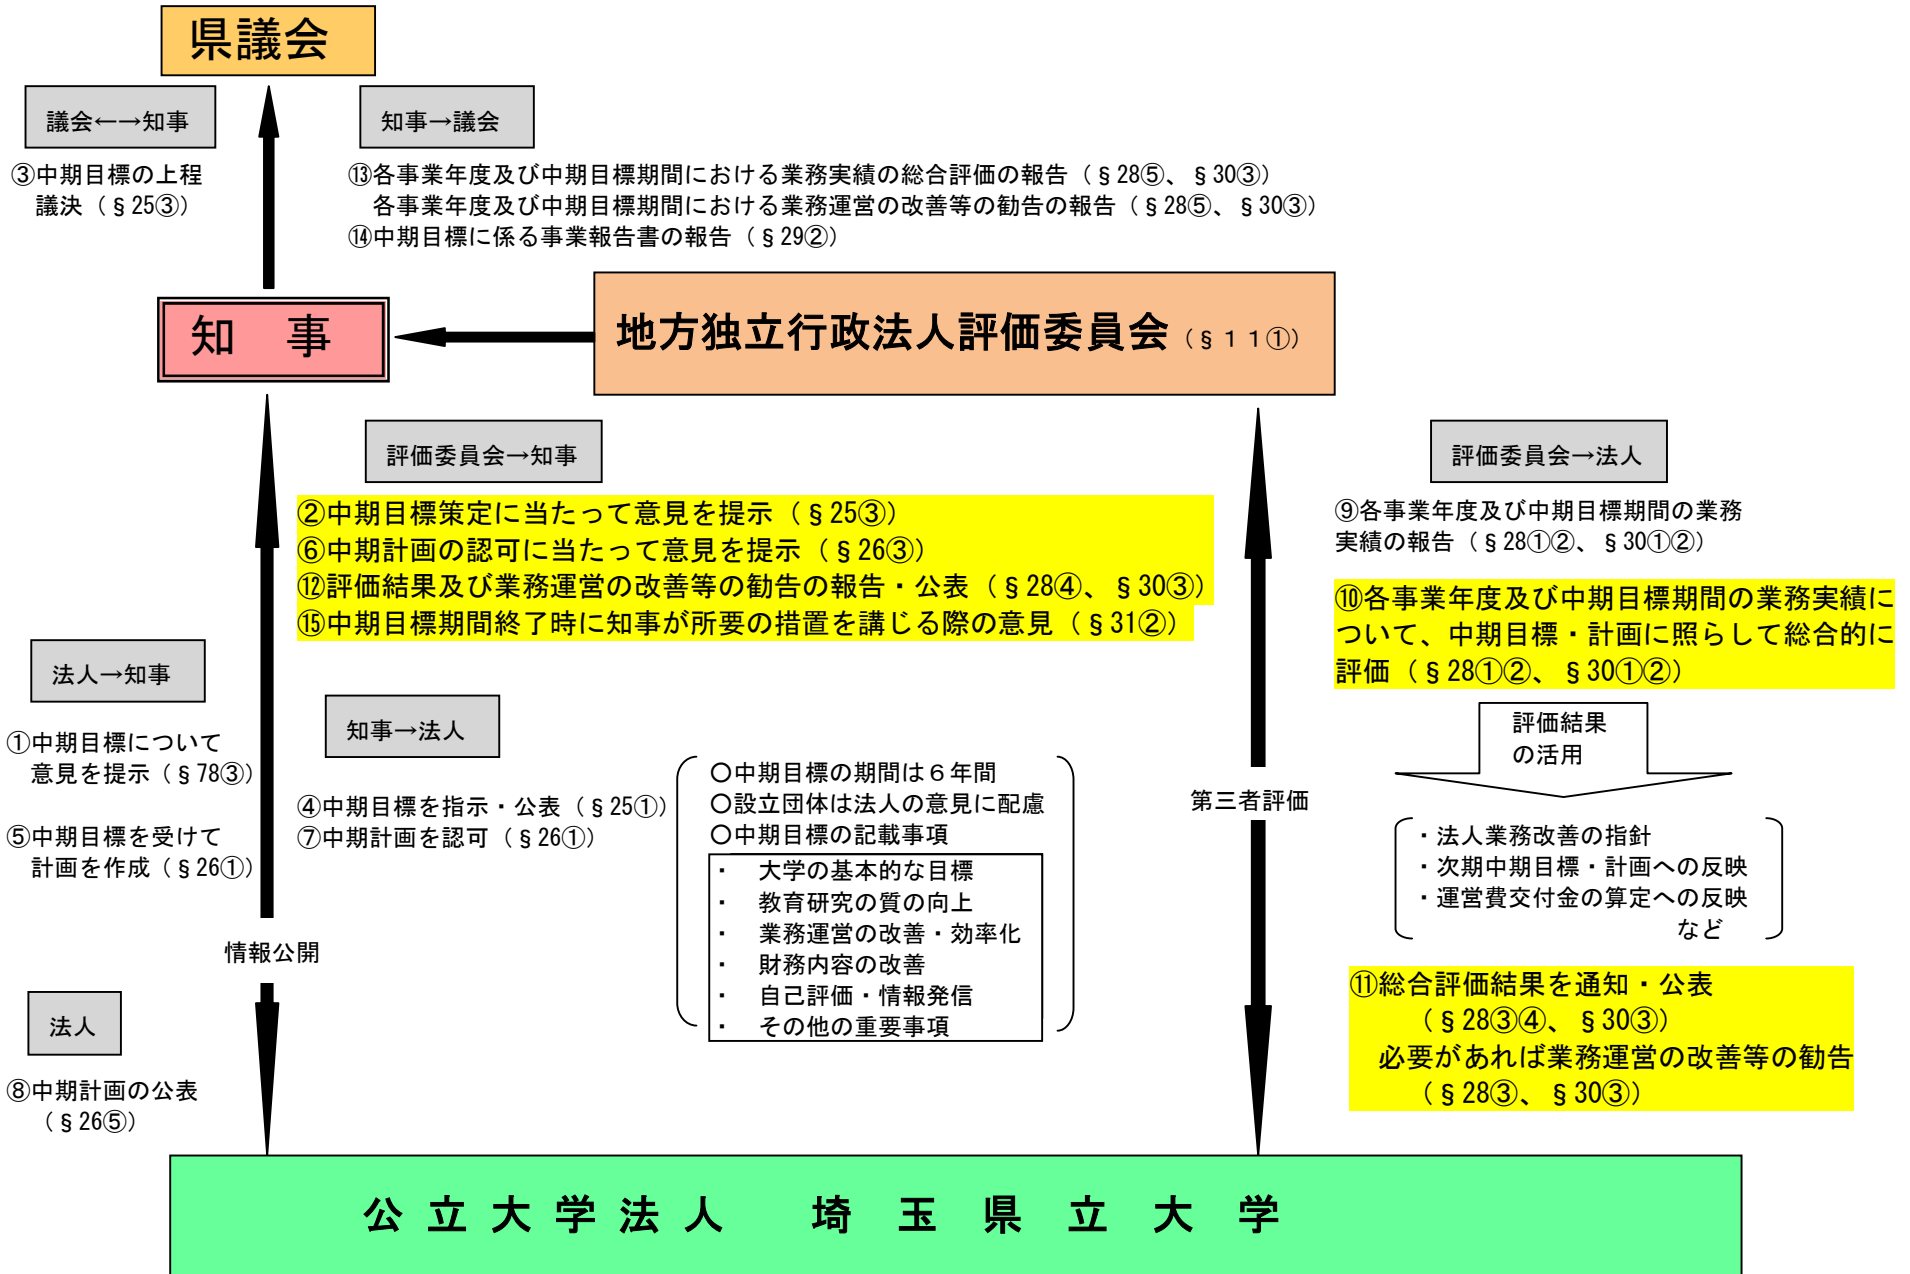 県議会
議会←→知事
③中期目標の上程
議決（§25③）
知事→議会
⑬各事業年度及び中期目標期間における業務実績の総合評価の報告（§28⑤、§30③）
各事業年度及び中期目標期間における業務運営の改善等の勧告の報告（§28⑤、§30③）
⑭中期目標に係る事業報告書の報告（§29②）
知　事
地方独立行政法人評価委員会（§１１①）
評価委員会→知事
②中期目標策定に当たって意見を提示（§25③）
⑥中期計画の認可に当たって意見を提示（§26③）
⑫評価結果及び業務運営の改善等の勧告の報告・公表（§28④、§30③）
⑮中期目標期間終了時に知事が所要の措置を講じる際の意見（§31②）
評価委員会→法人
⑨各事業年度及び中期目標期間の業務
実績の報告（§28①②、§30①②）
⑩各事業年度及び中期目標期間の業務実績に
ついて、中期目標・計画に照らして総合的に
評価（§28①②、§30①②）
法人→知事
①中期目標について
意見を提示（§78③）
⑤中期目標を受けて
計画を作成（§26①）
知事→法人
④中期目標を指示・公表（§25①）
⑦中期計画を認可（§26①）
〇中期目標の期間は６年間
〇設立団体は法人の意見に配慮
〇中期目標の記載事項
・　大学の基本的な目標
・　教育研究の質の向上
・　業務運営の改善・効率化
・　財務内容の改善
・　自己評価・情報発信
・　その他の重要事項
第三者評価
評価結果
の活用
・法人業務改善の指針
・次期中期目標・計画への反映
・運営費交付金の算定への反映
など
情報公開
⑪総合評価結果を通知・公表
（§28③④、§30③）
必要があれば業務運営の改善等の勧告
（§28③、§30③）
法人
⑧中期計画の公表
（§26⑤）
公立大学法人　埼玉県立大学